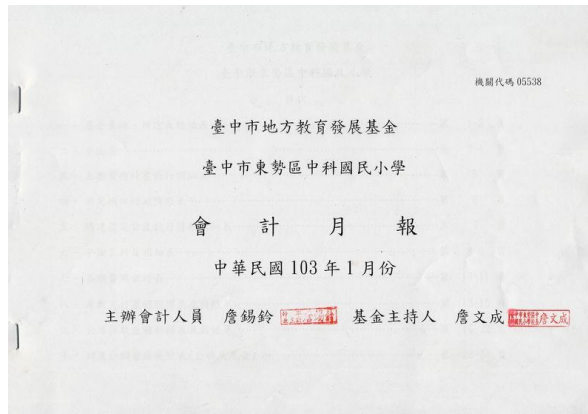 機關代碼 05538
臺中市地方教育發展基金
臺中市東勢區中科國民小學
會計月報
中華民國 103 年 1 月份
主辦會計人員 詹錫鈴 基金主持人 詹文成 詹文成